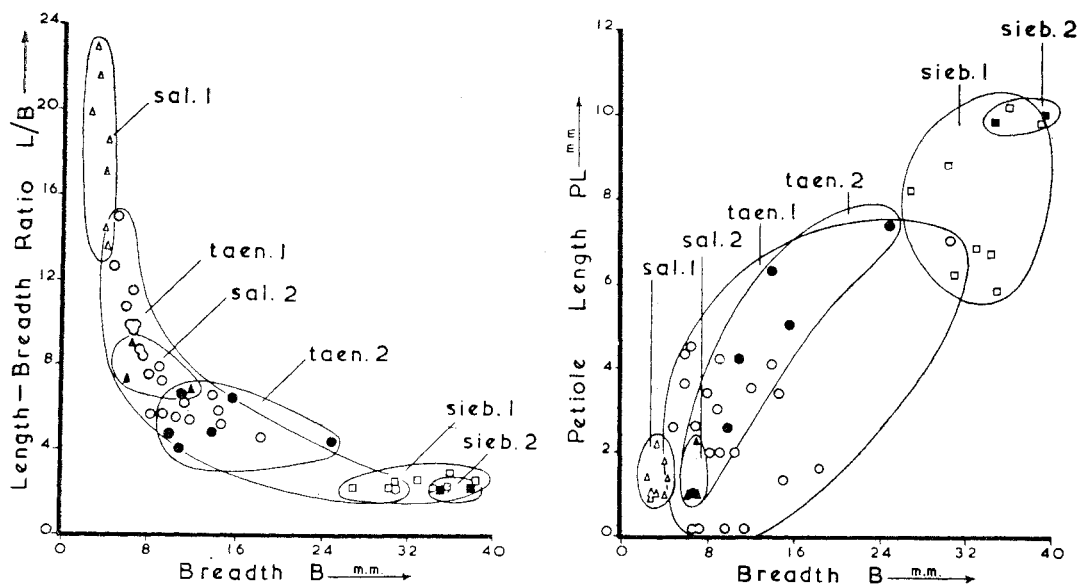 Length–Breadth Ratio L/B
24
20
16
12
8
4
0
sal.1
taen.1
sal.2
taen.2
sieb.1
sieb.2
0 8 16 24 32 40
Breadth B m.m.
Petiole Length PL m.m.
12
10
8
6
4
2
0
sieb.2
sieb.1
taen.2
taen.1
sal.2
sal.1
0 8 16 24 32 40
Breadth B m.m.